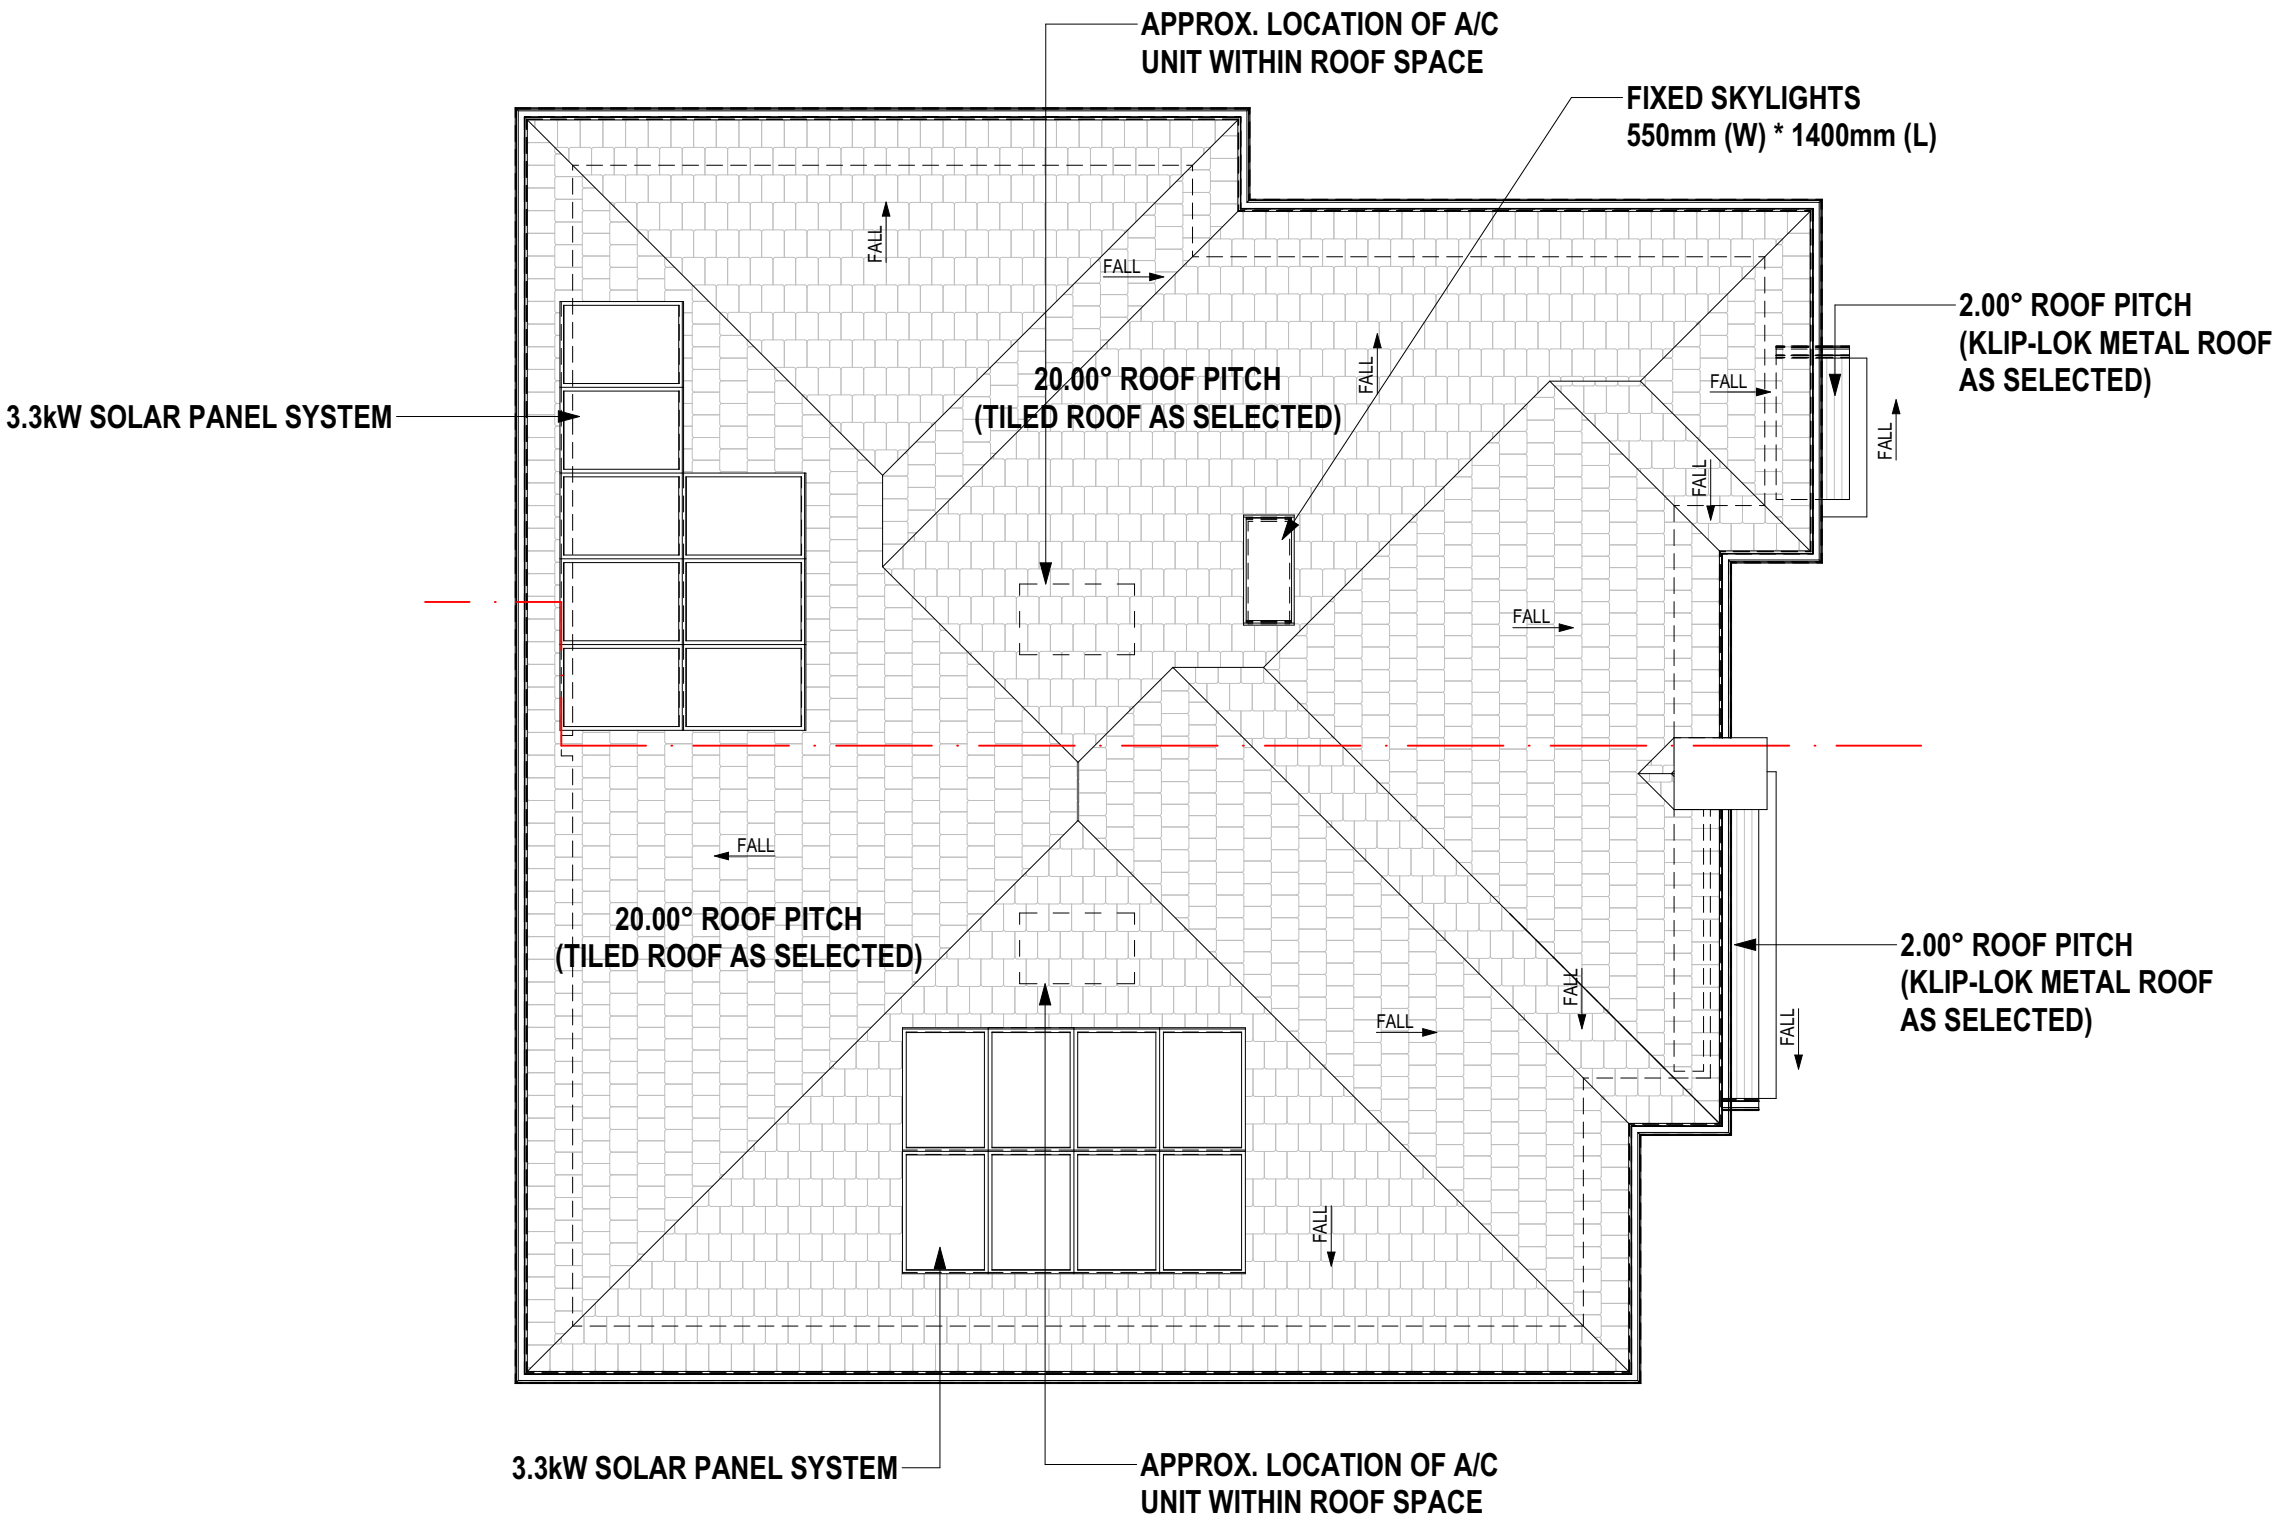 APPROX. LOCATION OF A/C
UNIT WITHIN ROOF SPACE
FIXED SKYLIGHTS
550mm (W) * 1400mm (L)
FALL
FALL
2.00° ROOF PITCH
(KLIP-LOK METAL ROOF
AS SELECTED)
20.00° ROOF PITCH
(TILED ROOF AS SELECTED)
FALL
FALL
3.3kW SOLAR PANEL SYSTEM
FALL
FALL
FALL
FALL
20.00° ROOF PITCH
(TILED ROOF AS SELECTED)
2.00° ROOF PITCH
(KLIP-LOK METAL ROOF
AS SELECTED)
FALL
FALL
FALL
FALL
3.3kW SOLAR PANEL SYSTEM
APPROX. LOCATION OF A/C
UNIT WITHIN ROOF SPACE